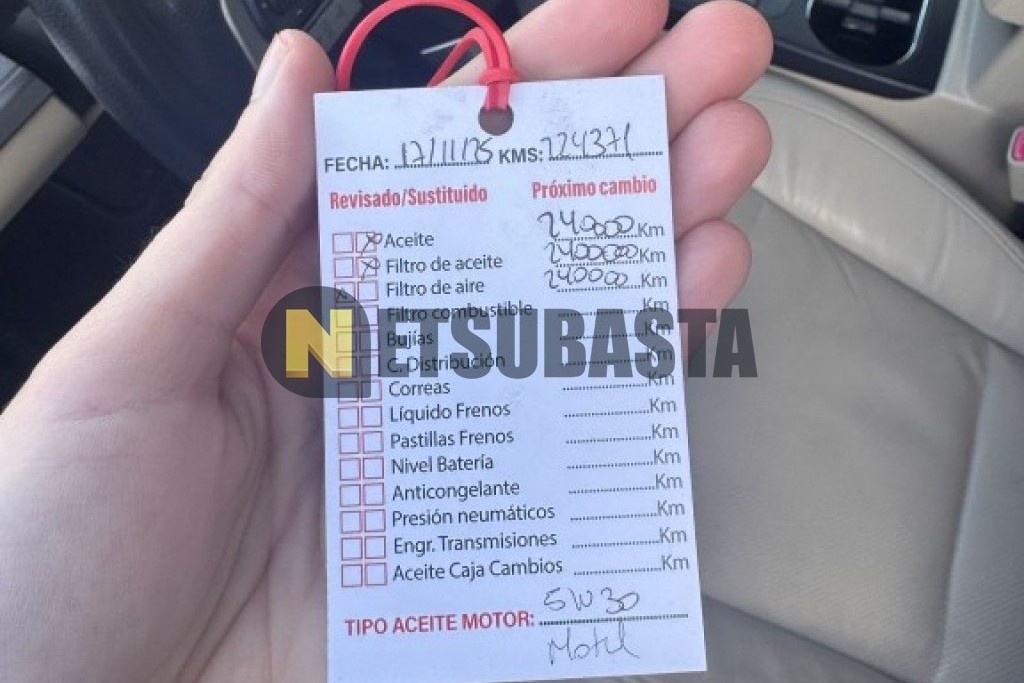 FECHA: 17/11/25 KMS: 224371
Revisado/Sustituido Próximo cambio
Aceite 240000 Km
Filtro de aceite 2400000 Km
Filtro de aire 240000 Km
Filtro combustible Km
Bujías Km
C. Distribución Km
Correas Km
Líquido Frenos Km
Pastillas Frenos Km
Nivel Batería Km
Anticongelante Km
Presión neumáticos Km
Engr. Transmisiones Km
Aceite Caja Cambios Km
TIPO ACEITE MOTOR: 5W30
Motul
NETSUBASTA